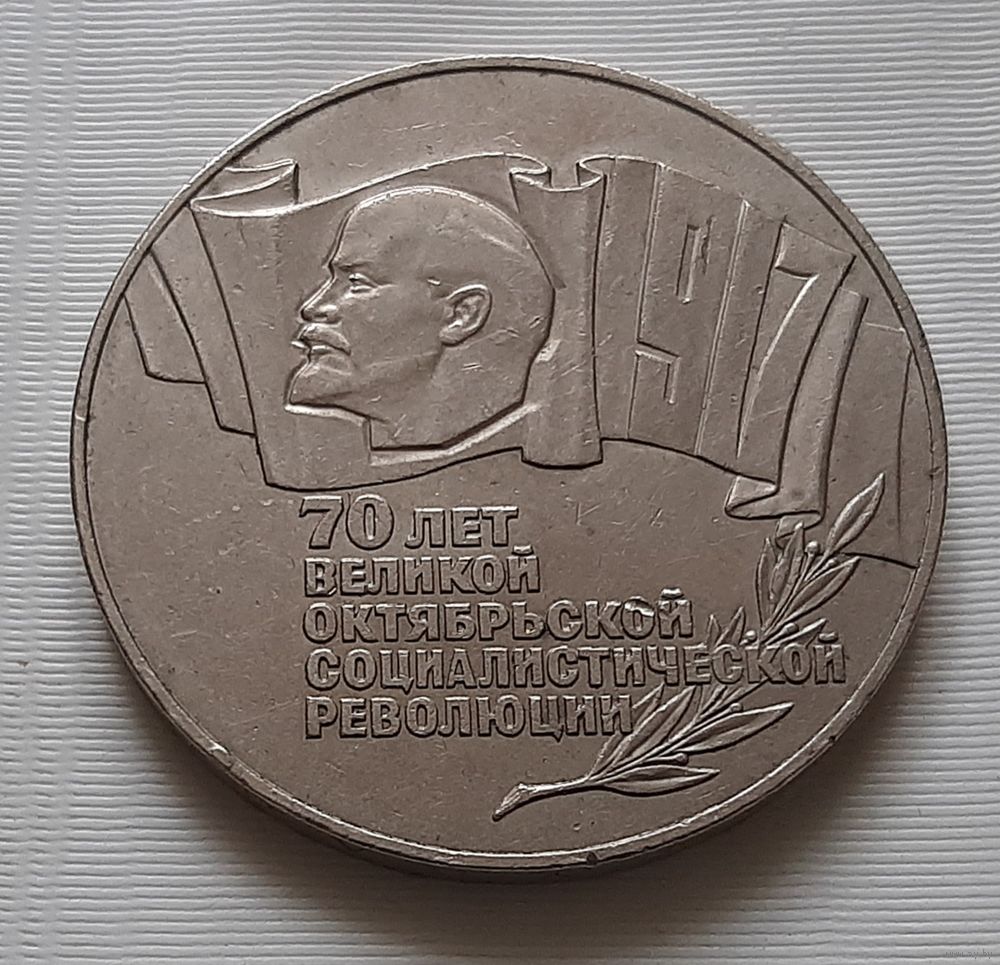 1917
70 ЛЕТ
ВЕЛИКОЙ
ОКТЯБРЬСКОЙ
СОЦИАЛИСТИЧЕСКОЙ
РЕВОЛЮЦИИ